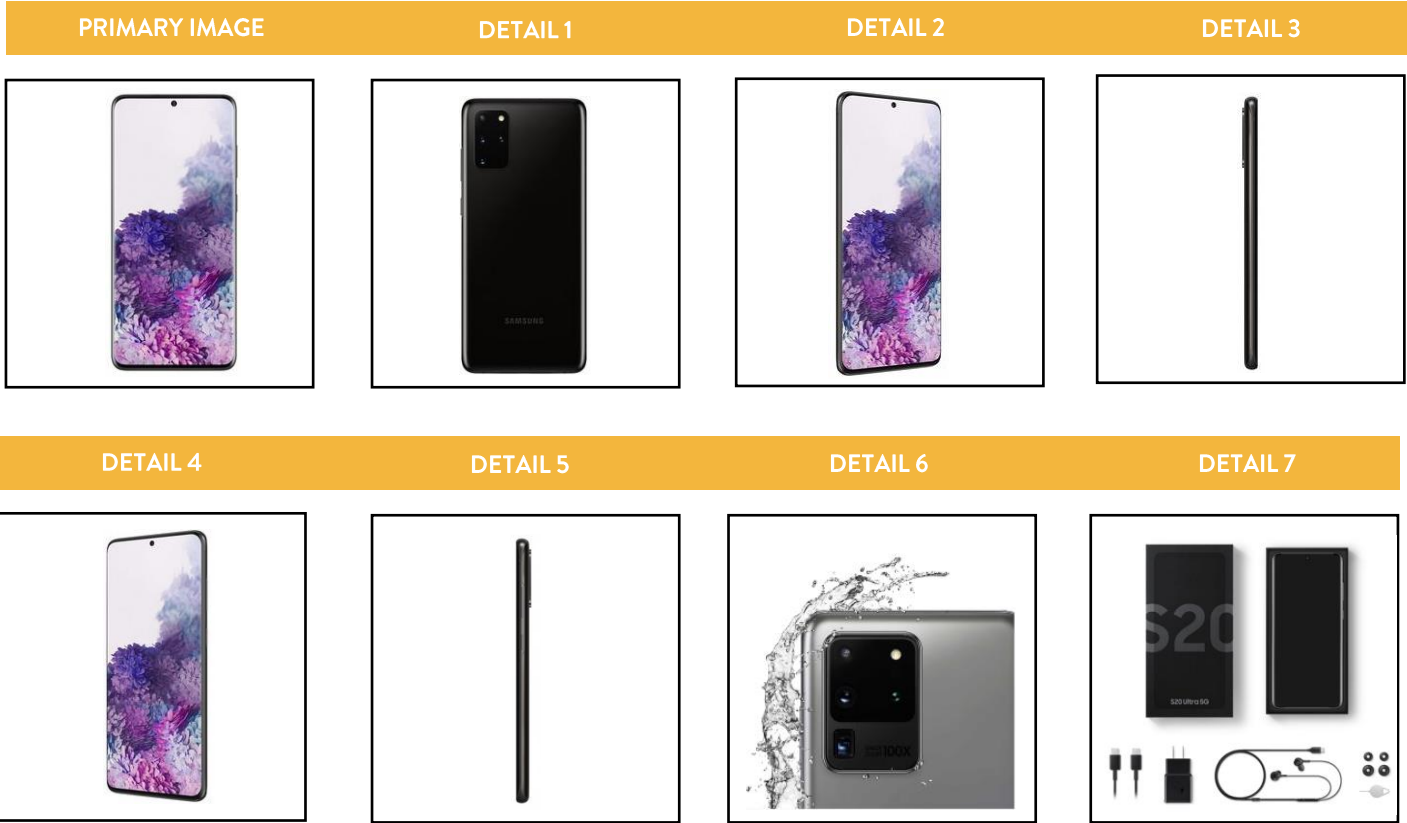 PRIMARY IMAGE
DETAIL 1
DETAIL 2
DETAIL 3
SAMSUNG
DETAIL 4
DETAIL 5
DETAIL 6
DETAIL 7
100X
S20
S20 Ultra 5G